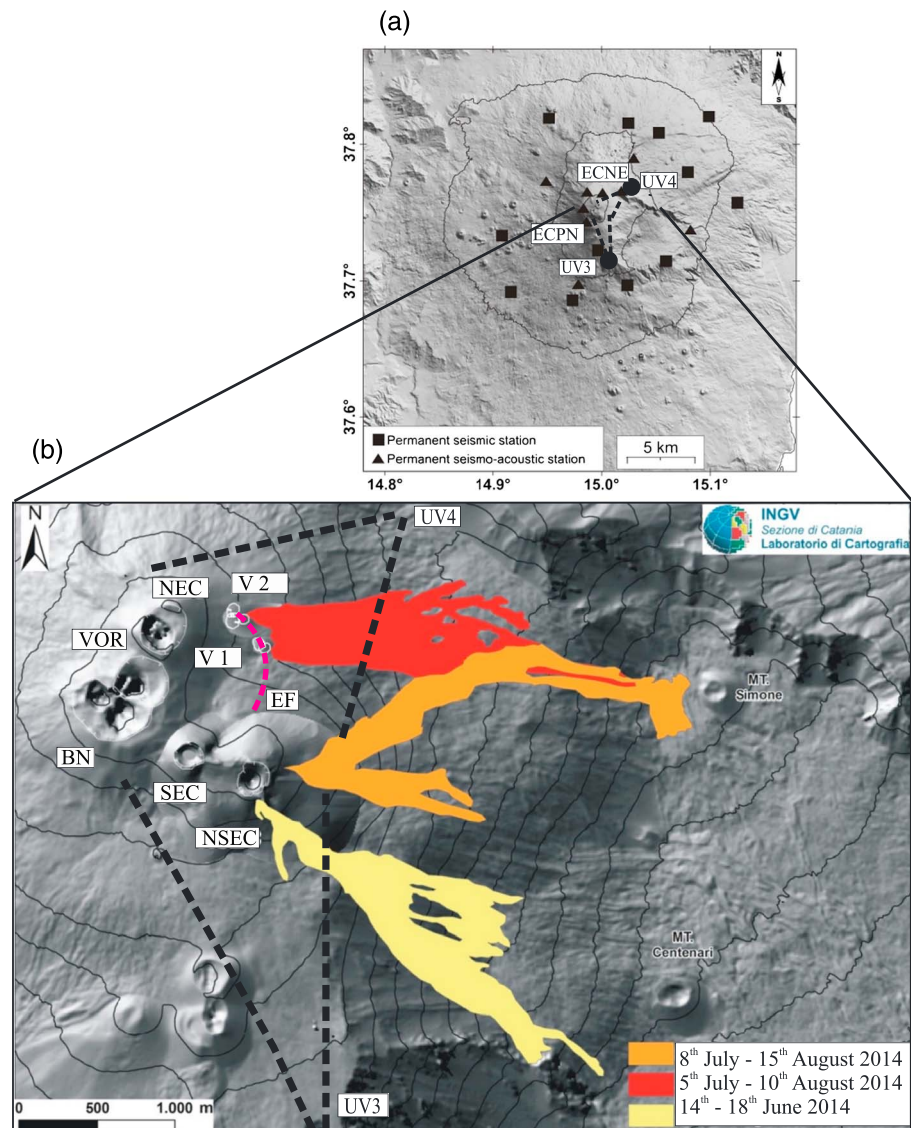 (a)
N
S
37.8°
37.7°
37.6°
ECNE
UV4
ECPN
UV3
Permanent seismic station
Permanent seismo-acoustic station
5 km
14.8°
14.9°
15.0°
15.1°
(b)
N
UV4
INGV
Sezione di Catania
Laboratorio di Cartografia
NEC
V 2
VOR
V 1
EF
MT.
Simone
BN
SEC
NSEC
MT.
Centenari
8th July - 15th August 2014
5th July - 10th August 2014
14th - 18th June 2014
UV3
0
500
1.000 m